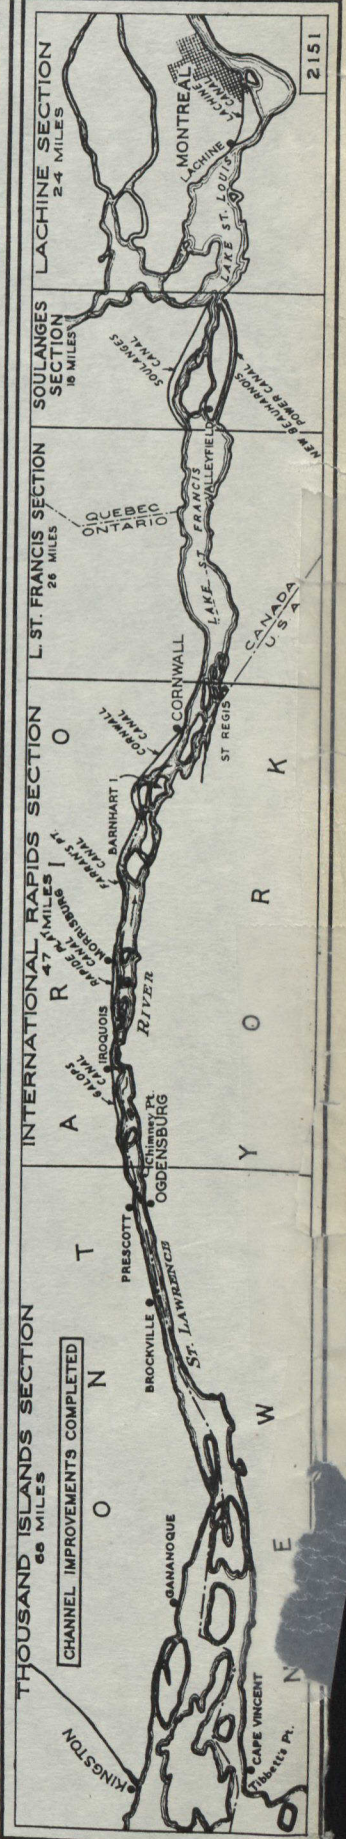 THOUSAND ISLANDS SECTION
68 MILES
CHANNEL IMPROVEMENTS COMPLETED
INTERNATIONAL RAPIDS SECTION
47 MILES
L. ST. FRANCIS SECTION
26 MILES
SOULANGES
SECTION
18 MILES
LACHINE SECTION
24 MILES
2151
ONTARIO
KINGSTON
GANANOQUE
BROCKVILLE
PRESCOTT
ST. LAWRENCE
RIVER
CAPE VINCENT
Tibbett's Pt.
Chimney Pt.
OGDENSBURG
GALOPS
CANAL
IROQUOIS
RAPIDE PLAT
CANAL
MORRISBURG
FARRAN'S PT
CANAL
BARNHART I
CORNWALL
CANAL
CORNWALL
ST REGIS
CANADA
U.S.A
QUEBEC
ONTARIO
LAKE ST FRANCIS
VALLEYFIELD
SOULANGES
CANAL
NEW BEAUHARNOIS
POWER CANAL
LAKE ST. LOUIS
LACHINE
LACHINE
CANAL
MONTREAL
NEW YORK